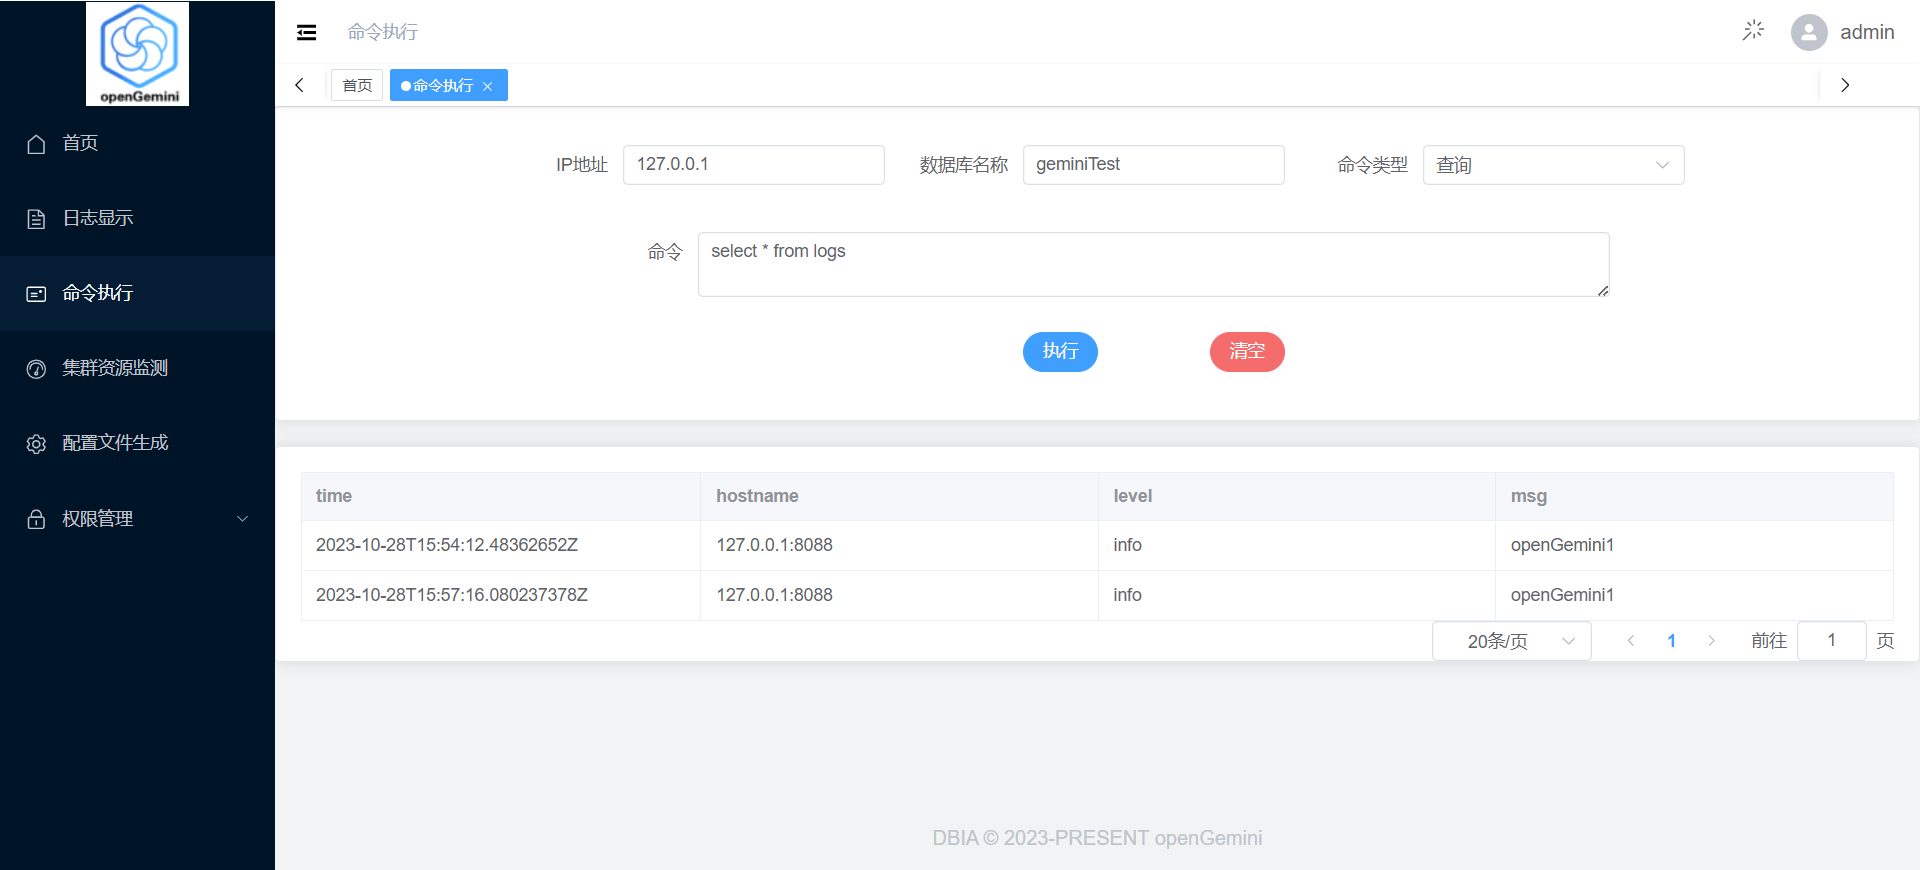 openGemini
首页
日志显示
命令执行
集群资源监测
配置文件生成
权限管理
命令执行
admin
首页
命令执行
IP地址 127.0.0.1 数据库名称 geminiTest 命令类型 查询
命令 select * from logs
执行 清空
time hostname level msg
2023-10-28T15:54:12.48362652Z 127.0.0.1:8088 info openGemini1
2023-10-28T15:57:16.080237378Z 127.0.0.1:8088 info openGemini1
20条/页 1 前往 1 页
DBIA © 2023-PRESENT openGemini